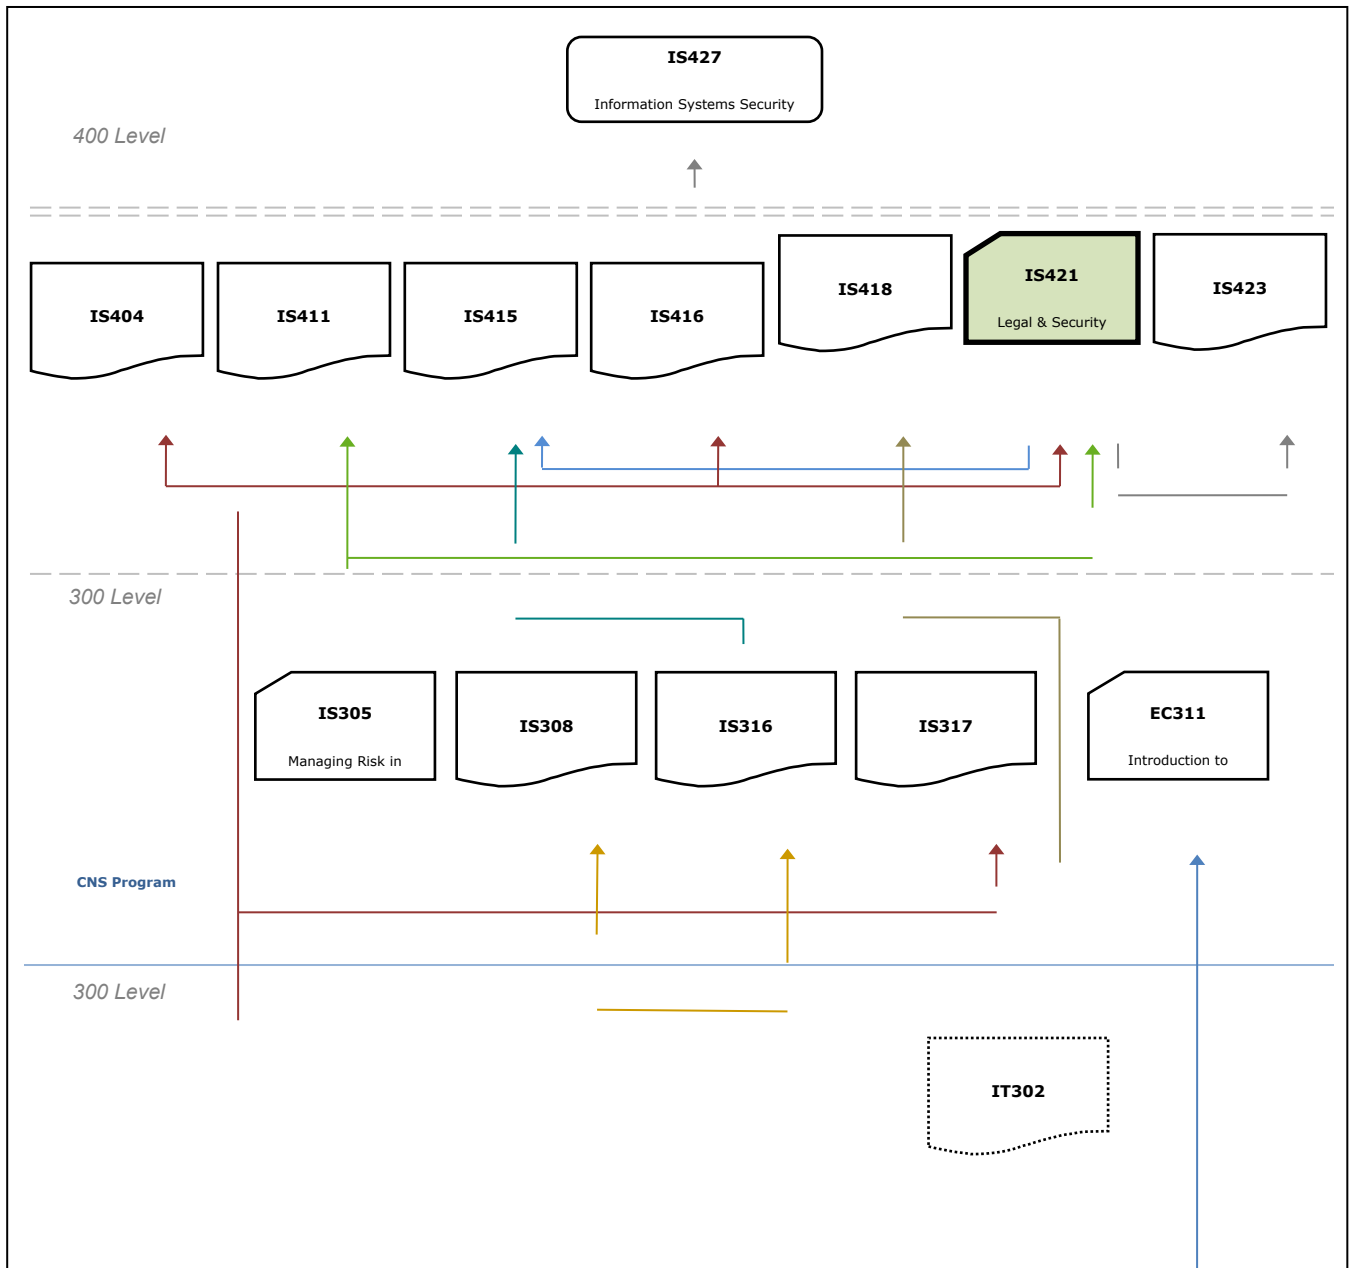 IS427
Information Systems Security
400 Level
IS404
IS411
IS415
IS416
IS418
IS421
Legal & Security
IS423
300 Level
IS305
Managing Risk in
IS308
IS316
IS317
EC311
Introduction to
CNS Program
300 Level
IT302